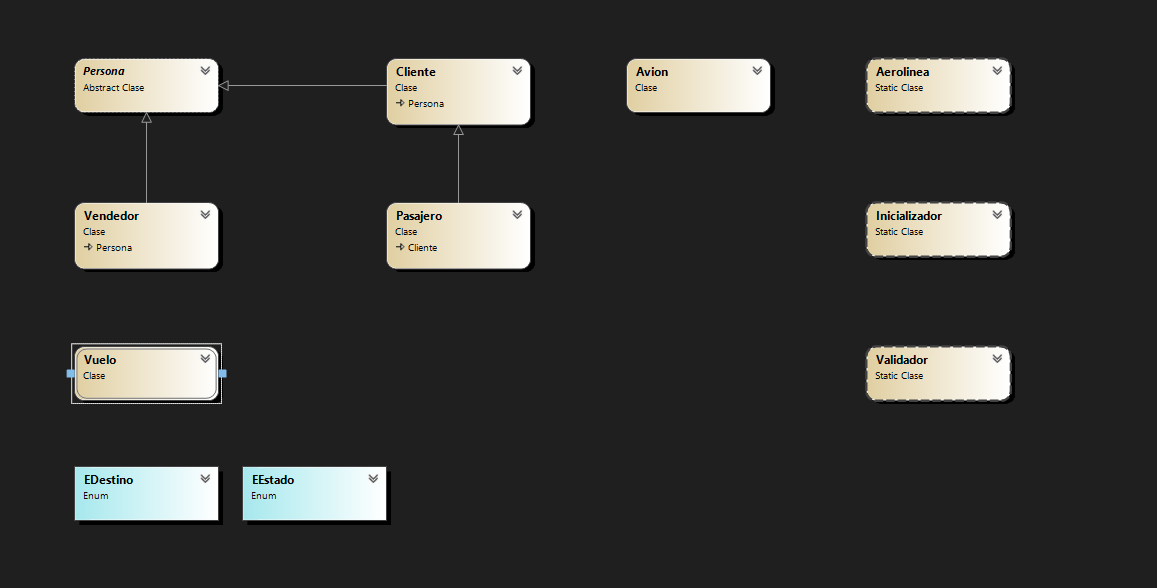 Persona
Abstract Clase
Cliente
Clase
Persona
Avion
Clase
Aerolinea
Static Clase
Vendedor
Clase
Persona
Pasajero
Clase
Cliente
Inicializador
Static Clase
Vuelo
Clase
Validador
Static Clase
EDestino
Enum
EEstado
Enum